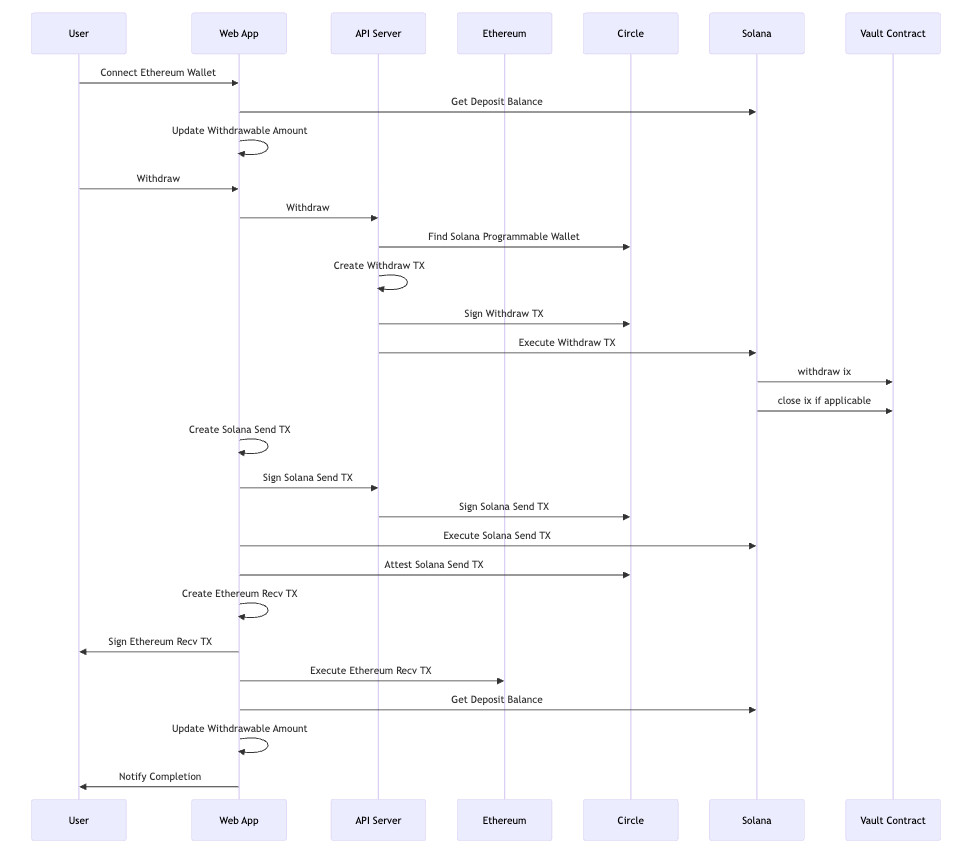 User
Web App
API Server
Ethereum
Circle
Solana
Vault Contract
Connect Ethereum Wallet
Get Deposit Balance
Update Withdrawable Amount
Withdraw
Withdraw
Find Solana Programmable Wallet
Create Withdraw TX
Sign Withdraw TX
Execute Withdraw TX
withdraw ix
close ix if applicable
Create Solana Send TX
Sign Solana Send TX
Sign Solana Send TX
Execute Solana Send TX
Attest Solana Send TX
Create Ethereum Recv TX
Sign Ethereum Recv TX
Execute Ethereum Recv TX
Get Deposit Balance
Update Withdrawable Amount
Notify Completion
User
Web App
API Server
Ethereum
Circle
Solana
Vault Contract